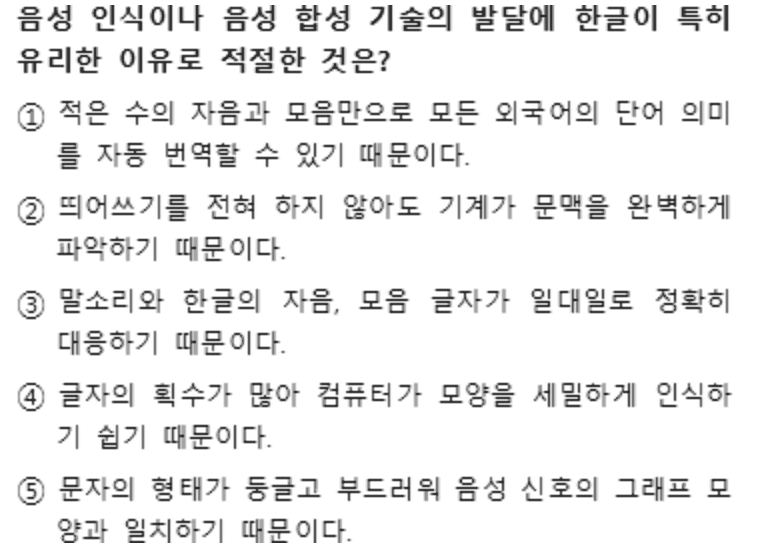 음성 인식이나 음성 합성 기술의 발달에 한글이 특히
유리한 이유로 적절한 것은?
① 적은 수의 자음과 모음만으로 모든 외국어의 단어 의미
를 자동 번역할 수 있기 때문이다.
② 띄어쓰기를 전혀 하지 않아도 기계가 문맥을 완벽하게
파악하기 때문이다.
③ 말소리와 한글의 자음, 모음 글자가 일대일로 정확히
대응하기 때문이다.
④ 글자의 획수가 많아 컴퓨터가 모양을 세밀하게 인식하
기 쉽기 때문이다.
⑤ 문자의 형태가 둥글고 부드러워 음성 신호의 그래프 모
양과 일치하기 때문이다.